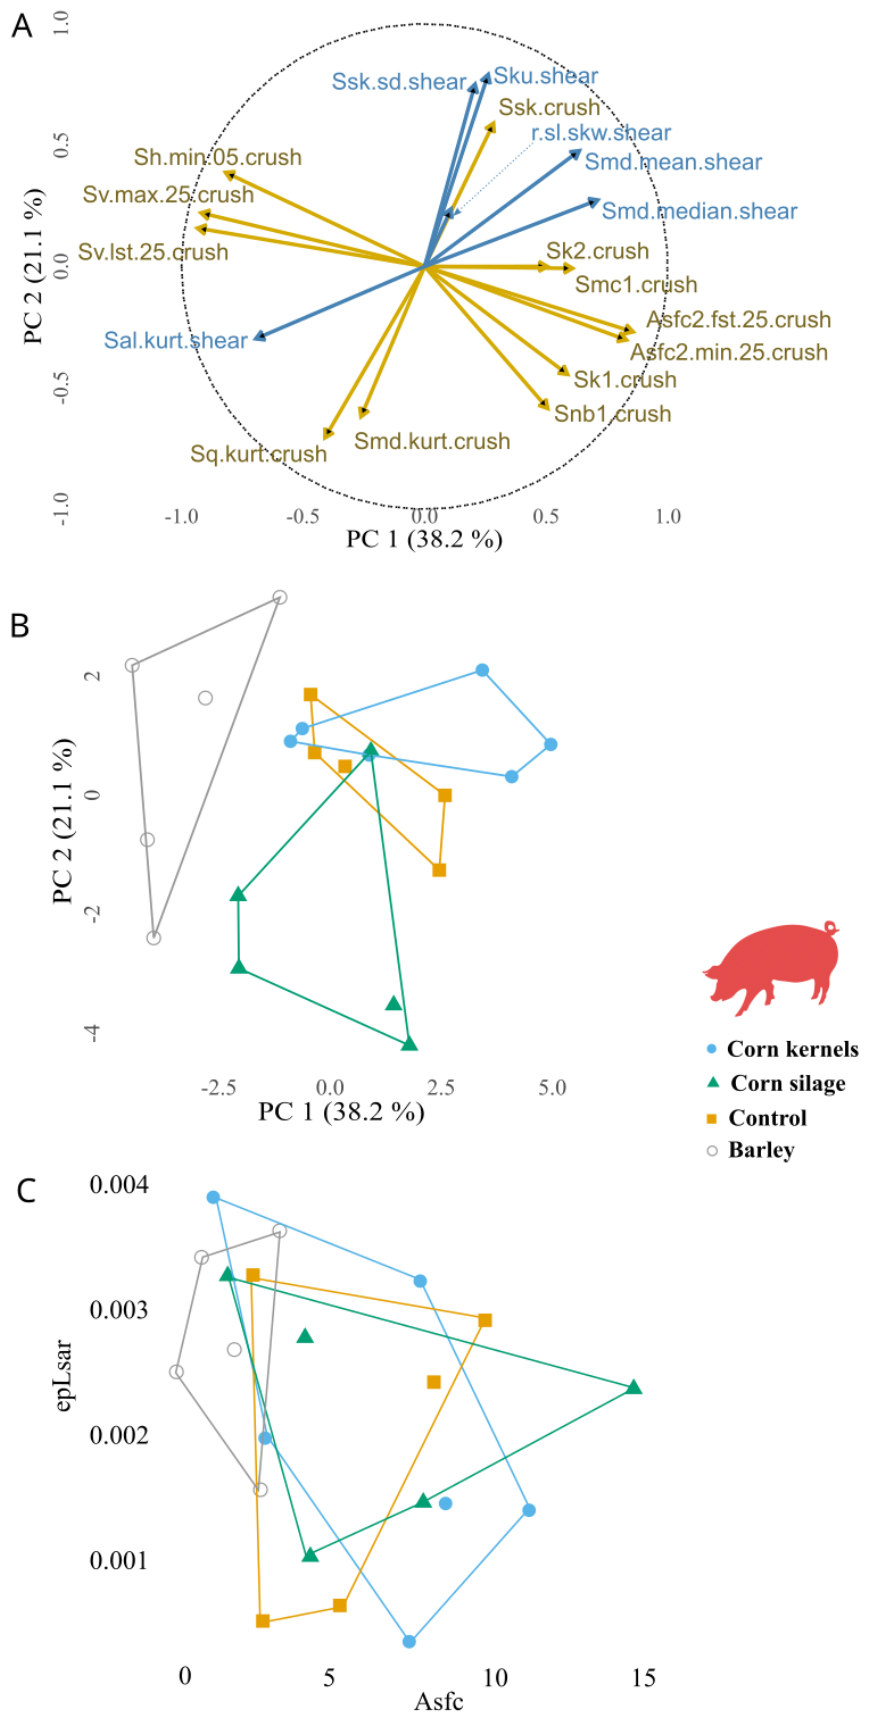 A
1.0
Ssk.sd.shear
Sku.shear
Ssk.crush
0.5
Sh.min.05.crush
r.sl.skw.shear
Smd.mean.shear
Sv.max.25.crush
Smd.median.shear
PC 2 (21.1 %)
0.0
Sv.lst.25.crush
Sk2.crush
Smc1.crush
Asfc2.fst.25.crush
Sal.kurt.shear
Asfc2.min.25.crush
-0.5
Sk1.crush
Snb1.crush
Sq.kurt.crush
Smd.kurt.crush
-1.0
-1.0 -0.5 0.0 0.5 1.0
PC 1 (38.2 %)
B
2
PC 2 (21.1 %)
0
-2
-4
-2.5 0.0 2.5 5.0
PC 1 (38.2 %)
Corn kernels
Corn silage
Control
Barley
C
0.004
0.003
epLsar
0.002
0.001
0 5 10 15
Asfc